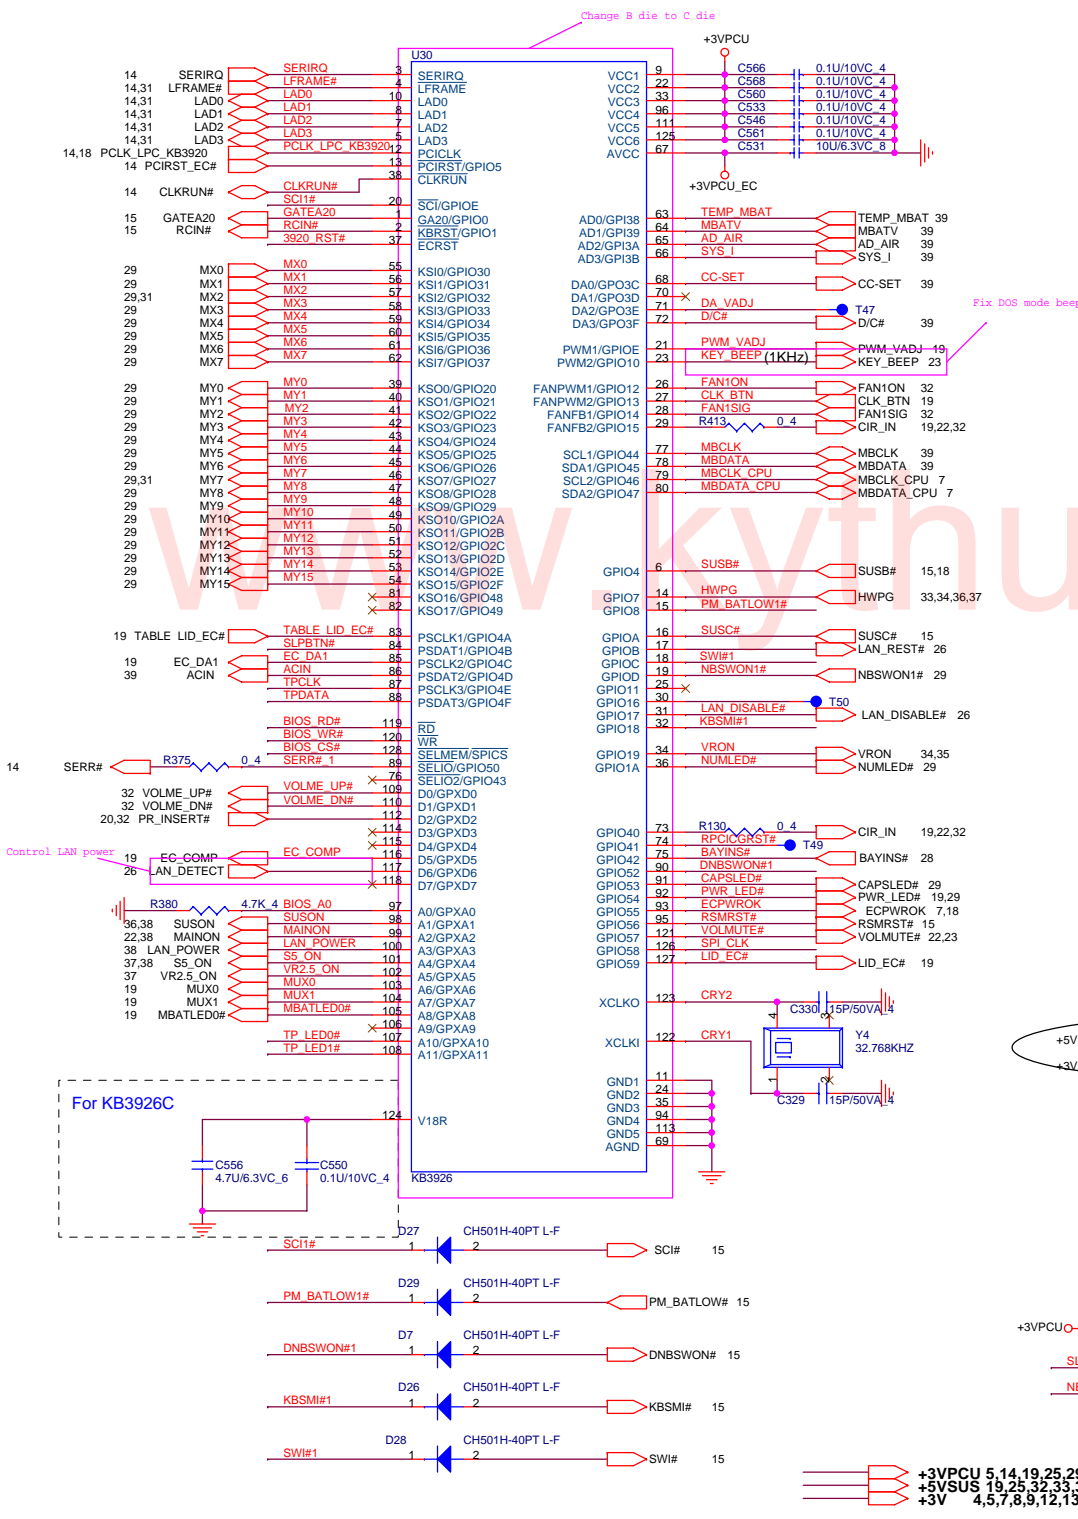 Change B die to C die
U30
+3VPCU
14 SERIRQ SERIRQ 3 SERIRQ
14,31 LFRAME# LFRAME# 4 LFRAME
14,31 LAD0 LAD0 10 LAD0
14,31 LAD1 LAD1 8 LAD1
14,31 LAD2 LAD2 7 LAD2
14,31 LAD3 LAD3 5 LAD3
14,18 PCLK_LPC_KB3920 PCLK_LPC_KB3920 12 PCICLK
14 PCIRST_EC# 13 PCIRST/GPIO5
14 CLKRUN# CLKRUN# 38 CLKRUN
SCI1# 20 SCI/GPIOE
15 GATEA20 GATEA20 1 GA20/GPIO0
15 RCIN# RCIN# 2 KBRST/GPIO1
3920_RST# 37 ECRST
29 MX0 MX0 55 KSI0/GPIO30
29 MX1 MX1 56 KSI1/GPIO31
29,31 MX2 MX2 57 KSI2/GPIO32
29 MX3 MX3 58 KSI3/GPIO33
29 MX4 MX4 59 KSI4/GPIO34
29 MX5 MX5 60 KSI5/GPIO35
29 MX6 MX6 61 KSI6/GPIO36
29 MX7 MX7 62 KSI7/GPIO37
29 MY0 MY0 39 KSO0/GPIO20
29 MY1 MY1 40 KSO1/GPIO21
29 MY2 MY2 41 KSO2/GPIO22
29 MY3 MY3 42 KSO3/GPIO23
29 MY4 MY4 43 KSO4/GPIO24
29 MY5 MY5 44 KSO5/GPIO25
29 MY6 MY6 45 KSO6/GPIO26
29,31 MY7 MY7 46 KSO7/GPIO27
29 MY8 MY8 47 KSO8/GPIO28
29 MY9 MY9 48 KSO9/GPIO29
29 MY10 MY10 49 KSO10/GPIO2A
29 MY11 MY11 50 KSO11/GPIO2B
29 MY12 MY12 51 KSO12/GPIO2C
29 MY13 MY13 52 KSO13/GPIO2D
29 MY14 MY14 53 KSO14/GPIO2E
29 MY15 MY15 54 KSO15/GPIO2F
81 KSO16/GPIO48
82 KSO17/GPIO49
19 TABLE LID_EC# TABLE_LID_EC# 83 PSCLK1/GPIO4A
SLPBTN# 84 PSDAT1/GPIO4B
19 EC_DA1 EC_DA1 85 PSCLK2/GPIO4C
39 ACIN ACIN 86 PSDAT2/GPIO4D
TPCLK 87 PSCLK3/GPIO4E
TPDATA 88 PSDAT3/GPIO4F
BIOS_RD# 119 RD
BIOS_WR# 120 WR
BIOS_CS# 128 SELMEM/SPICS
14 SERR# R375 0_4 SERR#_1 89 SELIO/GPIO50
76 SELIO2/GPIO43
32 VOLME_UP# VOLME_UP# 109 D0/GPXD0
32 VOLME_DN# VOLME_DN# 110 D1/GPXD1
20,32 PR_INSERT# 112 D2/GPXD2
114 D3/GPXD3
115 D4/GPXD4
Control LAN power
19 EC_COMP EC_COMP 116 D5/GPXD5
26 LAN_DETECT 117 D6/GPXD6
118 D7/GPXD7
R380 4.7K_4 BIOS_A0 97 A0/GPXA0
36,38 SUSON SUSON 98 A1/GPXA1
22,38 MAINON MAINON 99 A2/GPXA2
38 LAN_POWER LAN_POWER 100 A3/GPXA3
37,38 S5_ON S5_ON 101 A4/GPXA4
37 VR2.5_ON VR2.5_ON 102 A5/GPXA5
19 MUX0 MUX0 103 A6/GPXA6
19 MUX1 MUX1 104 A7/GPXA7
19 MBATLED0# MBATLED0# 105 A8/GPXA8
106 A9/GPXA9
TP_LED0# 107 A10/GPXA10
TP_LED1# 108 A11/GPXA11
For KB3926C
124 V18R
C556 4.7U/6.3VC_6
C550 0.1U/10VC_4
KB3926
VCC1 9 C566 0.1U/10VC_4
VCC2 22 C568 0.1U/10VC_4
VCC3 33 C560 0.1U/10VC_4
VCC4 96 C533 0.1U/10VC_4
VCC5 111 C546 0.1U/10VC_4
VCC6 125 C561 0.1U/10VC_4
AVCC 67 C531 10U/6.3VC_8
+3VPCU_EC
AD0/GPI38 63 TEMP_MBAT TEMP_MBAT 39
AD1/GPI39 64 MBATV MBATV 39
AD2/GPI3A 65 AD_AIR AD_AIR 39
AD3/GPI3B 66 SYS_I SYS_I 39
DA0/GPO3C 68 CC-SET CC-SET 39
DA1/GPO3D 70
DA2/GPO3E 71 DA_VADJ T47
DA3/GPO3F 72 D/C# D/C# 39
Fix DOS mode beep
PWM1/GPIOE 21 PWM_VADJ PWM_VADJ 19
PWM2/GPIO10 23 KEY_BEEP (1KHz) KEY_BEEP 23
FANPWM1/GPIO12 26 FAN1ON FAN1ON 32
FANPWM2/GPIO13 27 CLK_BTN CLK_BTN 19
FANFB1/GPIO14 28 FAN1SIG FAN1SIG 32
FANFB2/GPIO15 29 R413 0_4 CIR_IN 19,22,32
SCL1/GPIO44 77 MBCLK MBCLK 39
SDA1/GPIO45 78 MBDATA MBDATA 39
SCL2/GPIO46 79 MBCLK_CPU MBCLK_CPU 7
SDA2/GPIO47 80 MBDATA_CPU MBDATA_CPU 7
www.kythu
GPIO4 6 SUSB# SUSB# 15,18
GPIO7 14 HWPG HWPG 33,34,36,37
GPIO8 15 PM_BATLOW1#
GPIOA 16 SUSC# SUSC# 15
GPIOB 17 LAN_REST# 26
GPIOC 18 SWI#1
GPIOD 19 NBSWON1# NBSWON1# 29
GPIO11 25
GPIO16 30 T50
GPIO17 31 LAN_DISABLE# LAN_DISABLE# 26
GPIO18 32 KBSMI#1
GPIO19 34 VRON VRON 34,35
GPIO1A 36 NUMLED# NUMLED# 29
GPIO40 73 R130 0_4 CIR_IN 19,22,32
GPIO41 74 RPCICGRST# T49
GPIO42 75 BAYINS# BAYINS# 28
GPIO52 90 DNBSWON#1
GPIO53 91 CAPSLED# CAPSLED# 29
GPIO54 92 PWR_LED# PWR_LED# 19,29
GPIO55 93 ECPWROK ECPWROK 7,18
GPIO56 95 RSMRST# RSMRST# 15
GPIO57 121 VOLMUTE# VOLMUTE# 22,23
GPIO58 126 SPI_CLK
GPIO59 127 LID_EC# LID_EC# 19
XCLKO 123 CRY2 C330 15P/50VA_4
4 3
Y4
32.768KHZ
XCLKI 122 CRY1
1 2
C329 15P/50VA_4
GND1 11
GND2 24
GND3 35
GND4 94
GND5 113
AGND 69
+5V
+3V
SCI1# 1 D27 2 CH501H-40PT L-F SCI# 15
PM_BATLOW1# 1 D29 2 CH501H-40PT L-F PM_BATLOW# 15
DNBSWON#1 1 D7 2 CH501H-40PT L-F DNBSWON# 15
KBSMI#1 1 D26 2 CH501H-40PT L-F KBSMI# 15
SWI#1 1 D28 2 CH501H-40PT L-F SWI# 15
+3VPCU
SL
NB
+3VPCU 5,14,19,25,29
+5VSUS 19,25,32,33,3
+3V 4,5,7,8,9,12,13